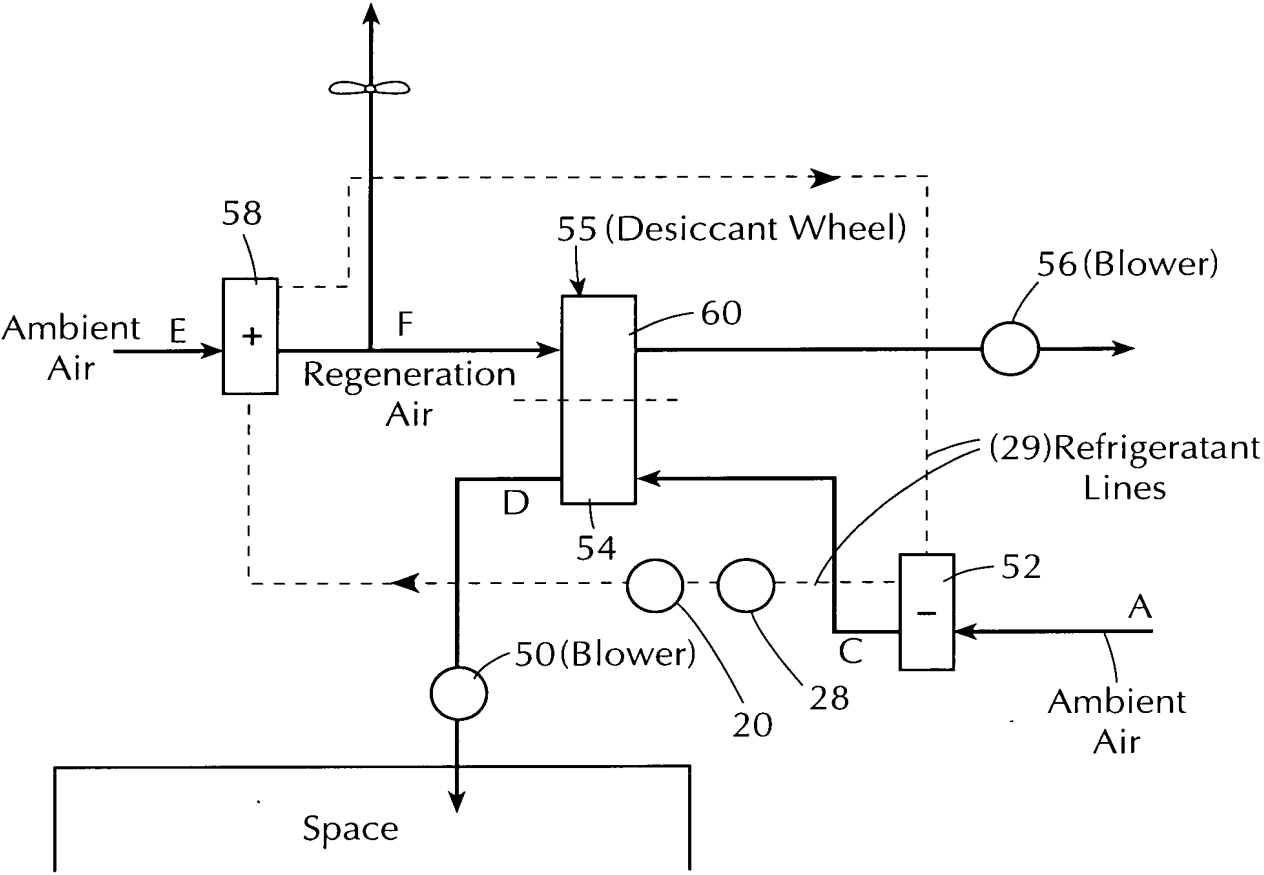 58
55 (Desiccant Wheel)
56 (Blower)
60
Ambient
Air
E
+
F
Regeneration
Air
(29) Refrigeratant
Lines
D
54
52
–
A
C
50 (Blower)
20
28
Ambient
Air
Space